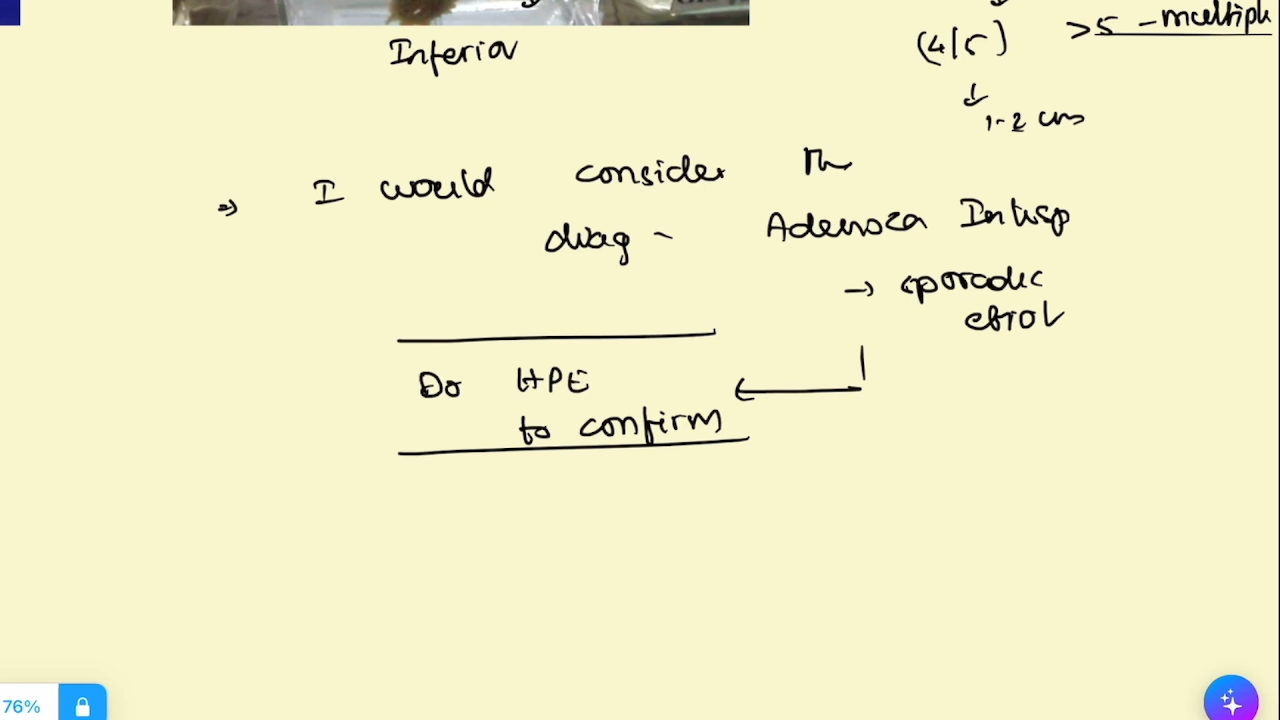 Inferior
(4/5) >5 - multiple
↓
1-2 cms
⇒ I would consider the
diag - Adenoca In
→ sporadic
Do HPE ←
to confirm
76%